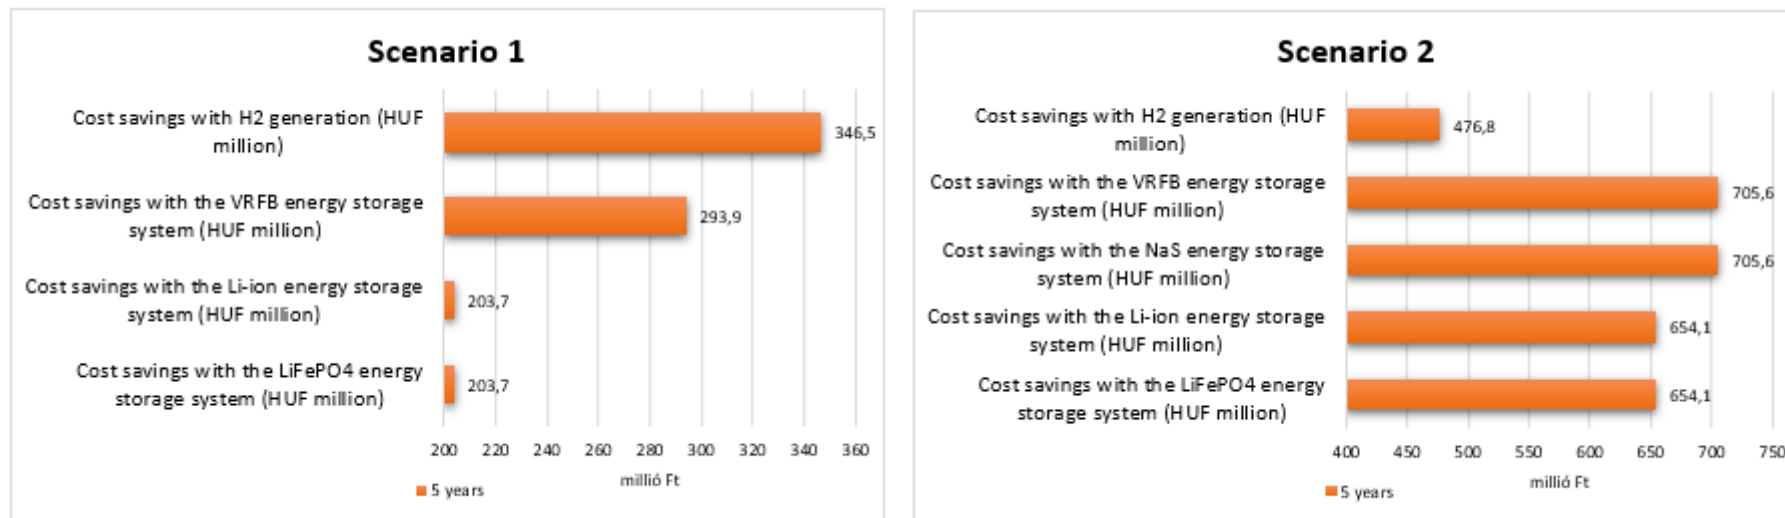 Scenario 1
Cost savings with H2 generation (HUF
million)
346,5
Cost savings with the VRFB energy storage
system (HUF million)
293,9
Cost savings with the Li-ion energy storage
system (HUF million)
203,7
Cost savings with the LiFePO4 energy
storage system (HUF million)
203,7
200 220 240 260 280 300 320 340 360
millió Ft
5 years
Scenario 2
Cost savings with H2 generation (HUF
million)
476,8
Cost savings with the VRFB energy storage
system (HUF million)
705,6
Cost savings with the NaS energy storage
system (HUF million)
705,6
Cost savings with the Li-ion energy storage
system (HUF million)
654,1
Cost savings with the LiFePO4 energy
storage system (HUF million)
654,1
400 450 500 550 600 650 700 750
millió Ft
5 years